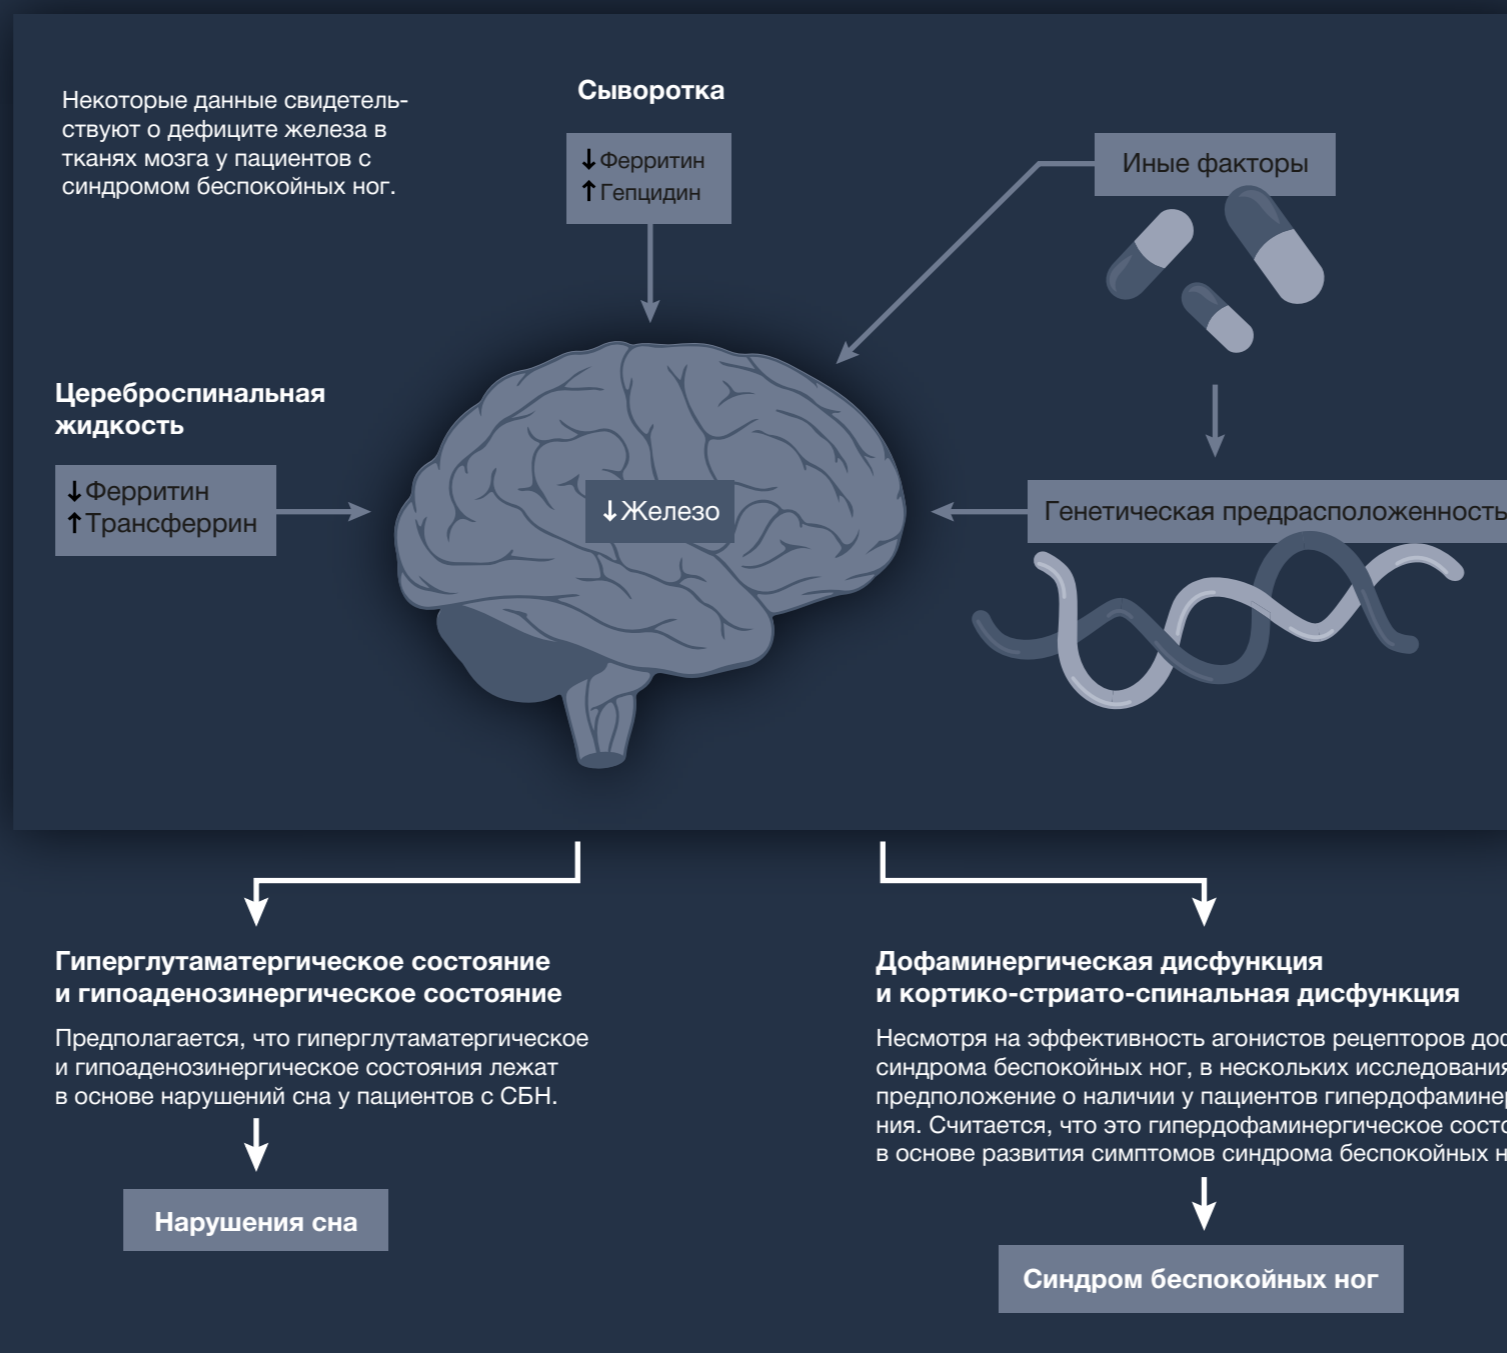 Некоторые данные свидетель-
ствуют о дефиците железа в
тканях мозга у пациентов с
синдромом беспокойных ног.
Сыворотка
↓Ферритин
↑Гепцидин
Иные факторы
Цереброспинальная
жидкость
↓Ферритин
↑Трансферрин
↓Железо
Генетическая предрасположенность
Гиперглутаматергическое состояние
и гипоаденозинергическое состояние
Предполагается, что гиперглутаматергическое
и гипоаденозинергическое состояния лежат
в основе нарушений сна у пациентов с СБН.
Нарушения сна
Дофаминергическая дисфункция
и кортико-стриато-спинальная дисфункция
Несмотря на эффективность агонистов рецепторов
синдрома беспокойных ног, в нескольких
предположение о наличии у пациентов
ния. Считается, что это гипердофаминергическое
в основе развития симптомов синдрома беспокойных
Синдром беспокойных ног